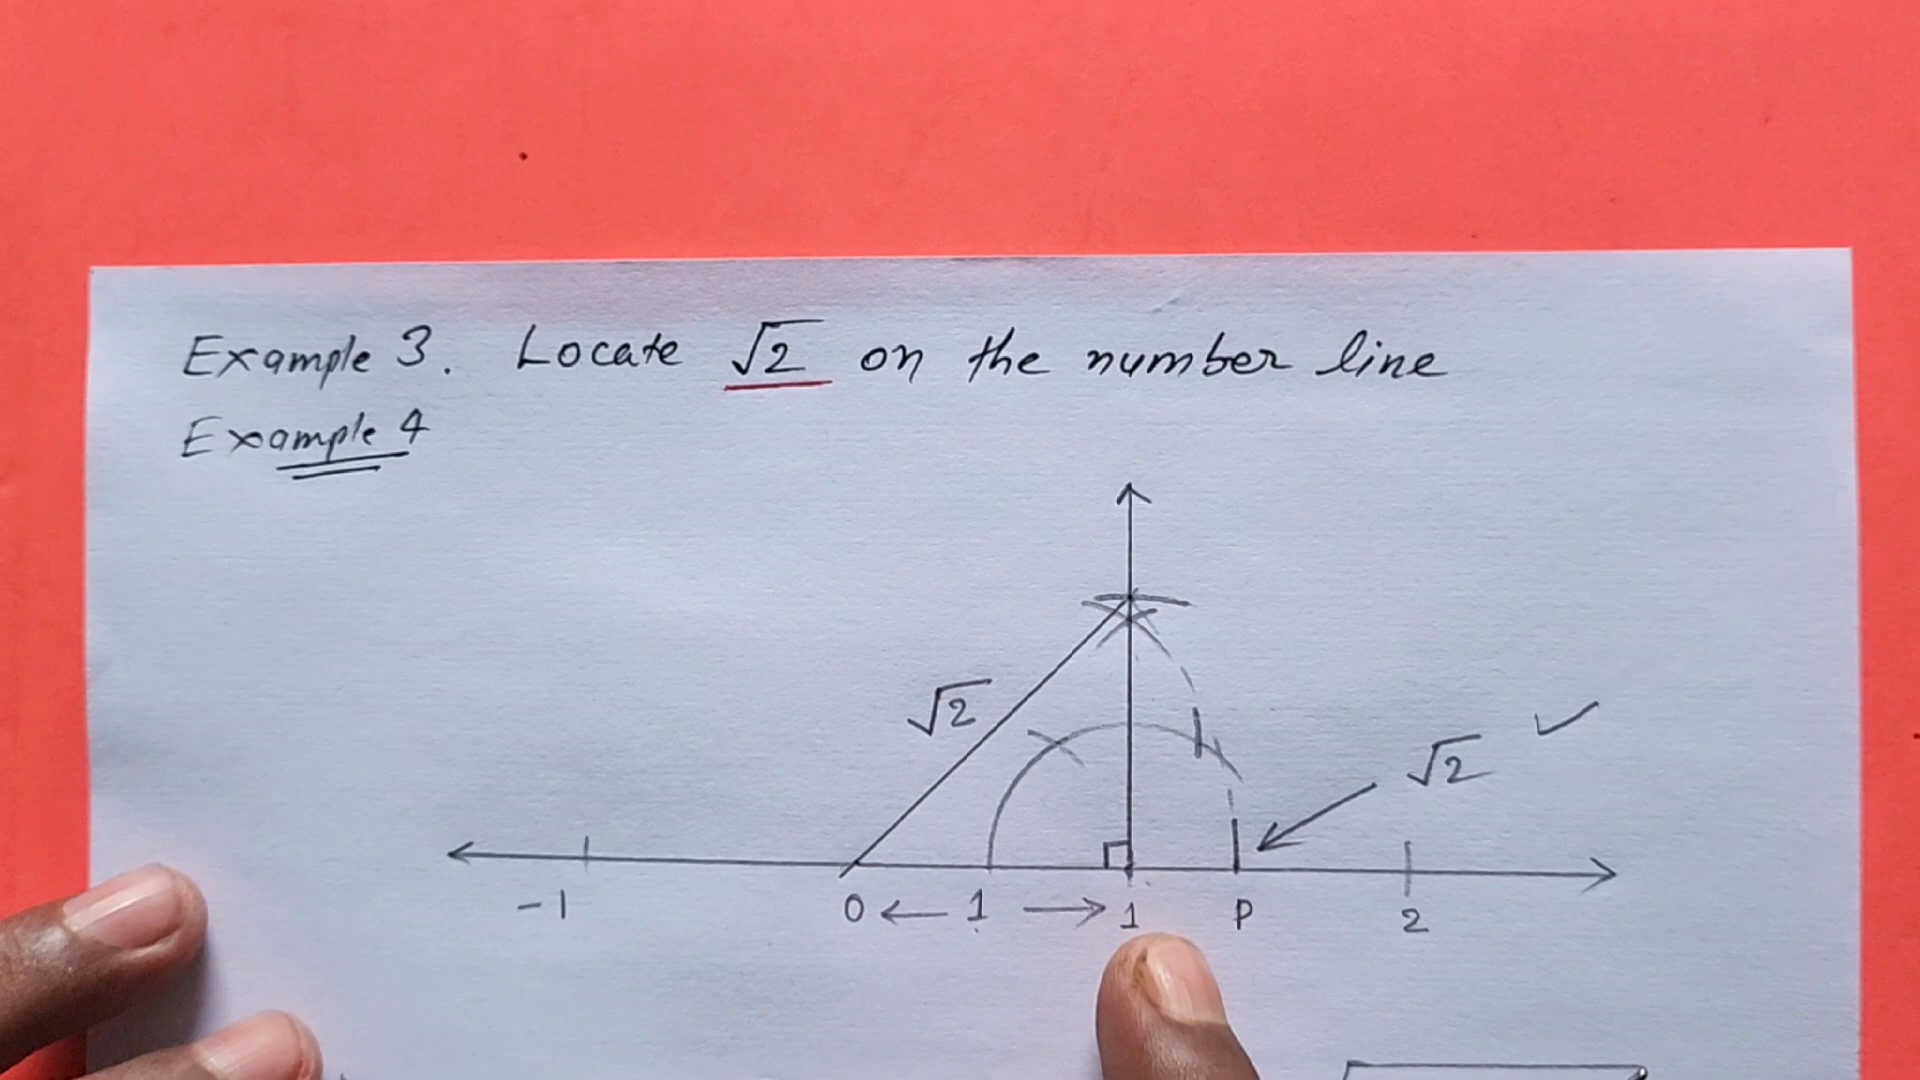 Example 3. Locate √2 on the number line
Example 4
√2
√2
-1 0 ← 1 → 1 P 2